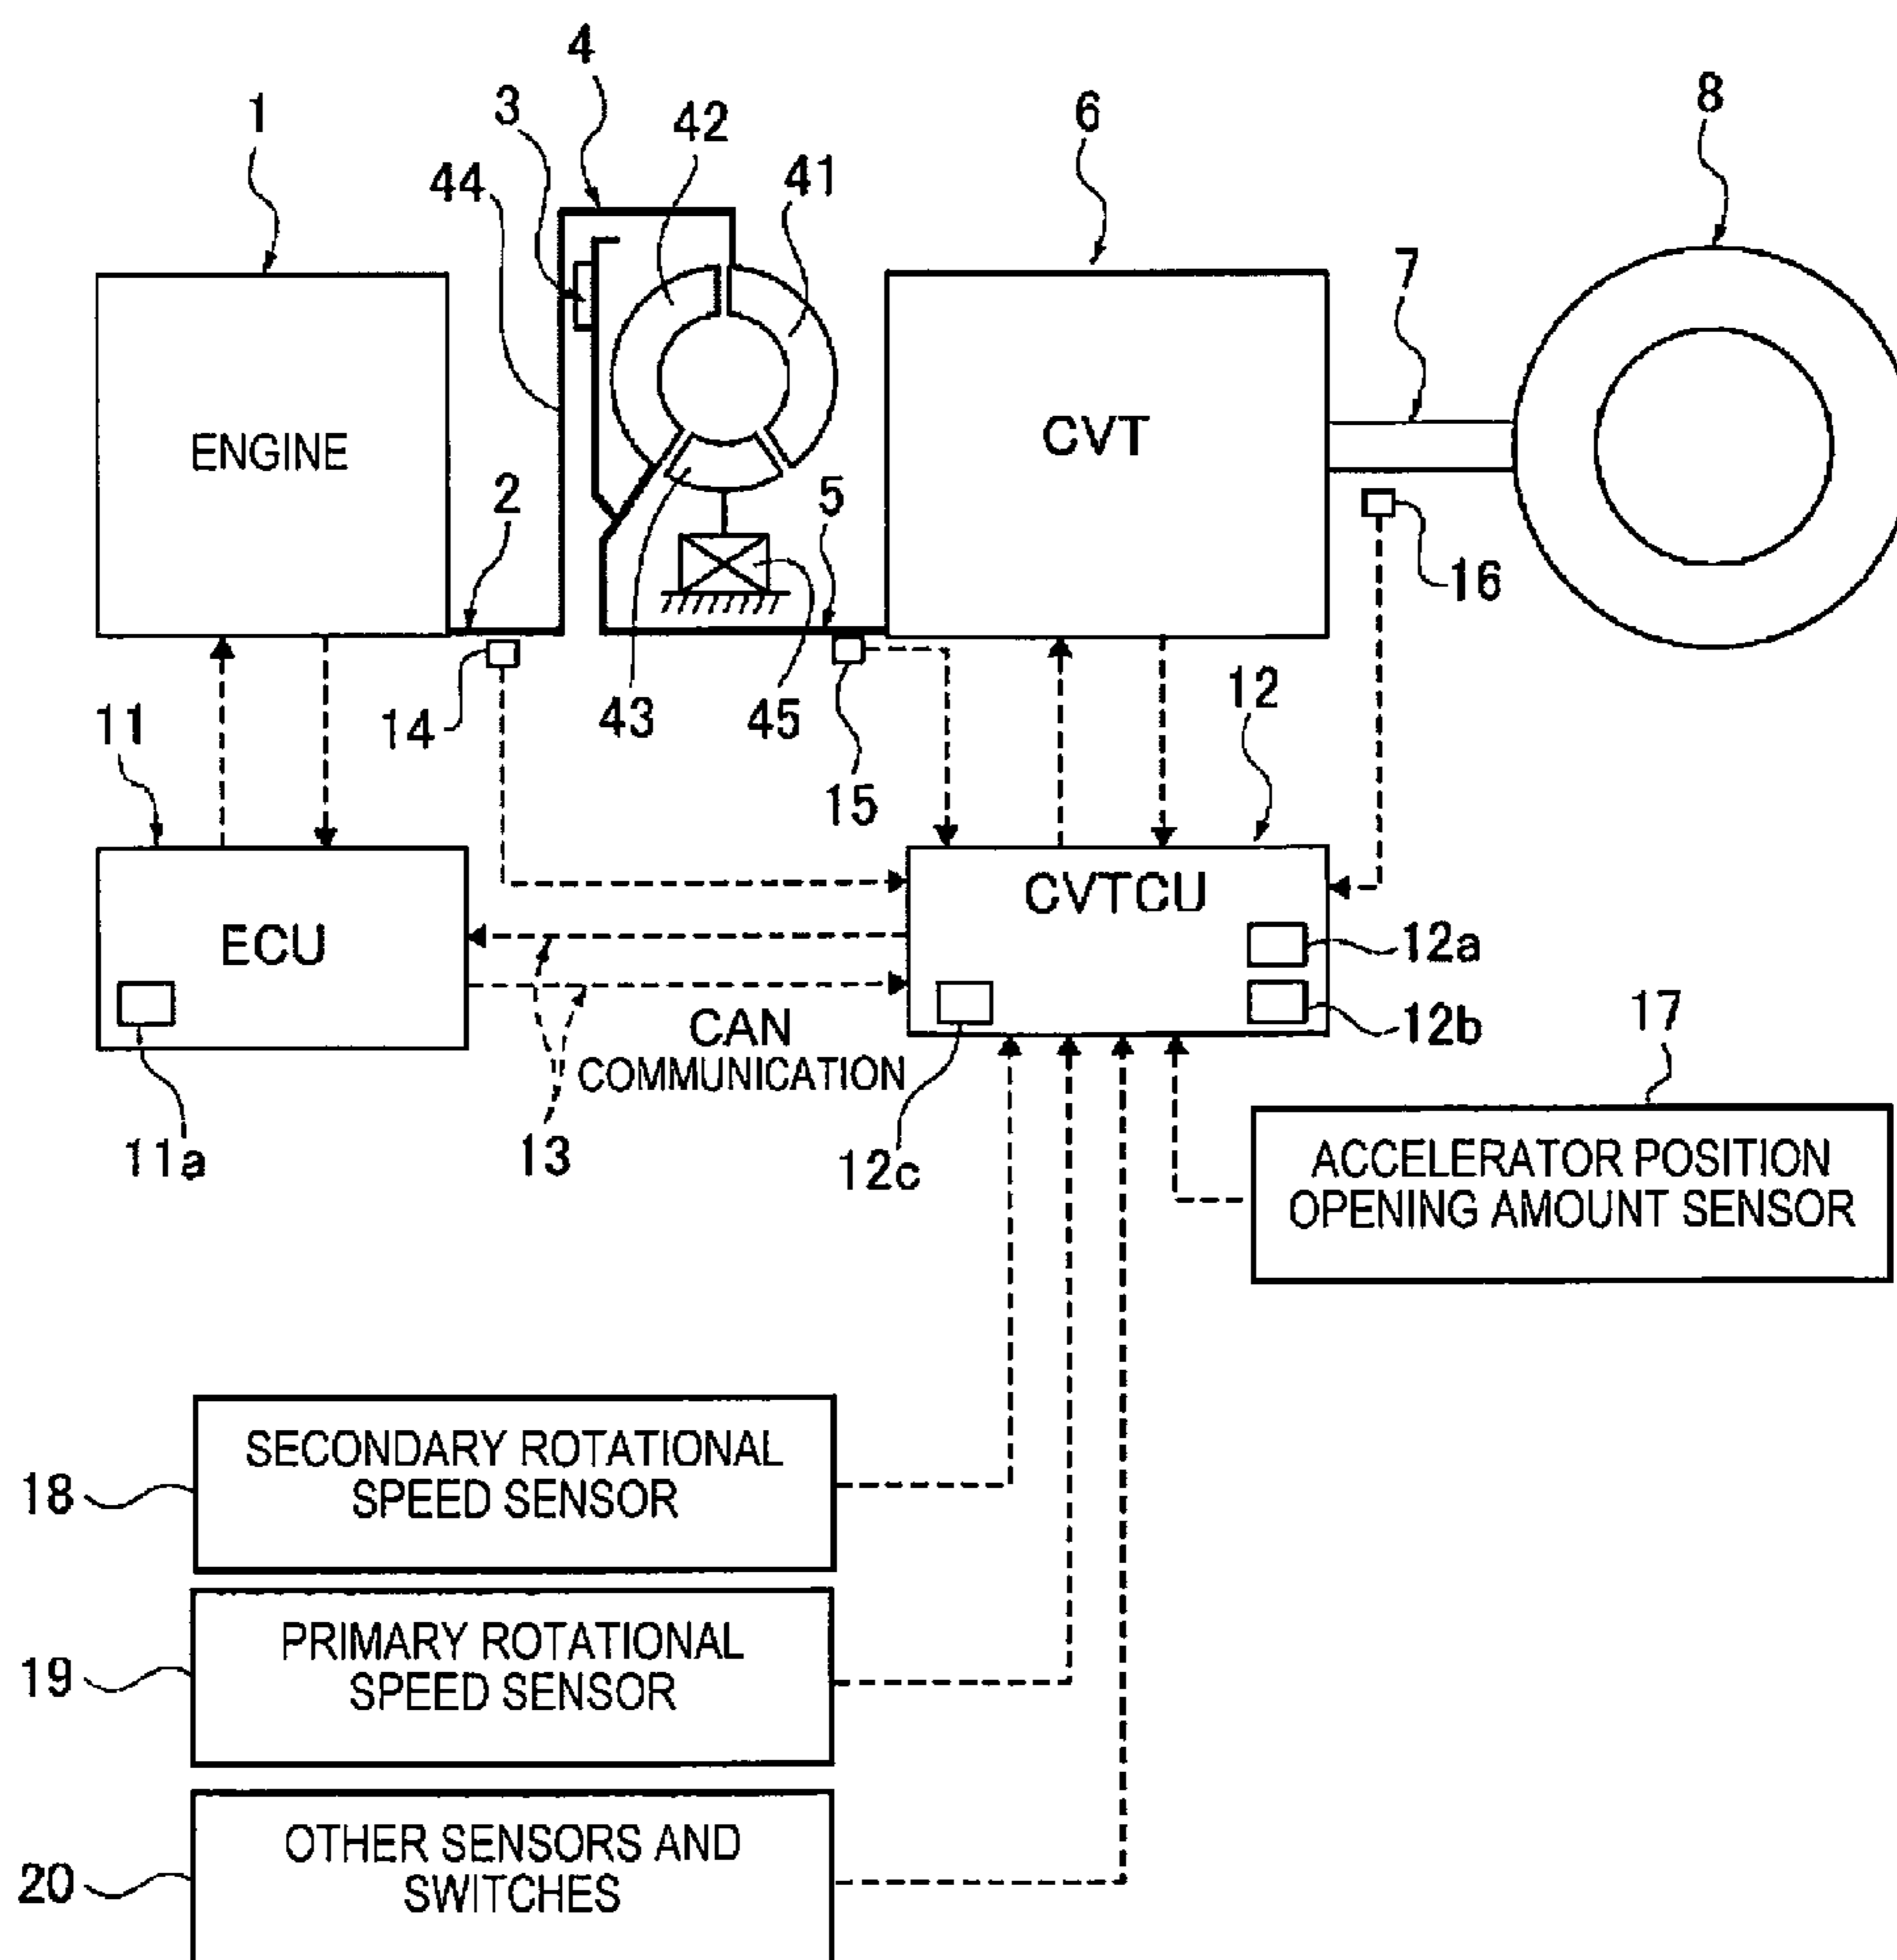 4
1
3
42
6
8
44
41
7
ENGINE
CVT
2
5
16
14
43
45
12
11
15
CVTCU
ECU
12a
CAN
COMMUNICATION
12b
17
11a
13
12c
ACCELERATOR POSITION
OPENING AMOUNT SENSOR
SECONDARY ROTATIONAL
SPEED SENSOR
18
PRIMARY ROTATIONAL
SPEED SENSOR
19
OTHER SENSORS AND
SWITCHES
20